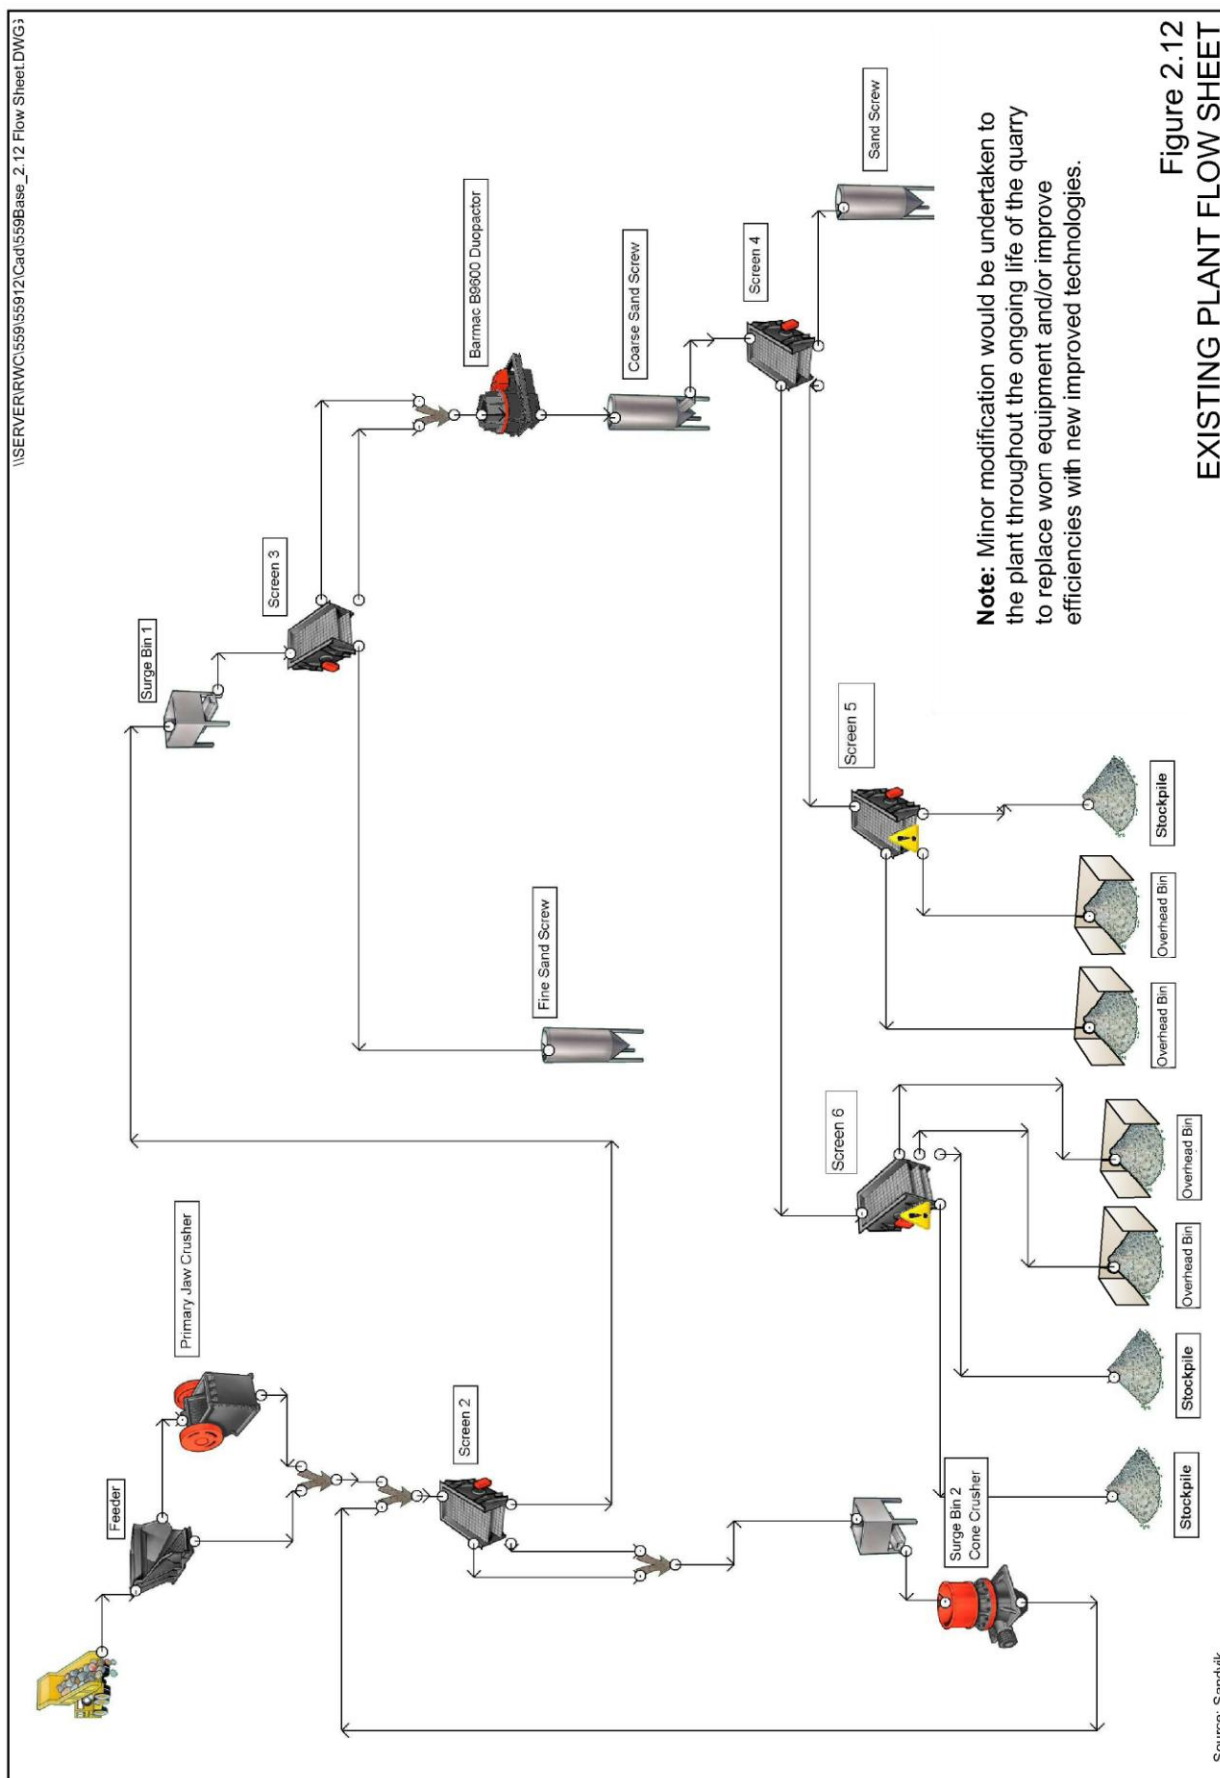 \\SERVER\RWC\559\55912\Cad\559Base_2.12 Flow Sheet.DWG
Feeder
Primary Jaw Crusher
Surge Bin 1
Screen 3
Screen 2
Barmac B9600 Duopactor
Fine Sand Screw
Coarse Sand Screw
Screen 4
Sand Screw
Screen 5
Screen 6
Surge Bin 2
Cone Crusher
Stockpile
Stockpile
Overhead Bin
Overhead Bin
Overhead Bin
Overhead Bin
Stockpile
Note: Minor modification would be undertaken to
the plant throughout the ongoing life of the quarry
to replace worn equipment and/or improve
efficiencies with new improved technologies.
Figure 2.12
EXISTING PLANT FLOW SHEET
Source: Sandvik